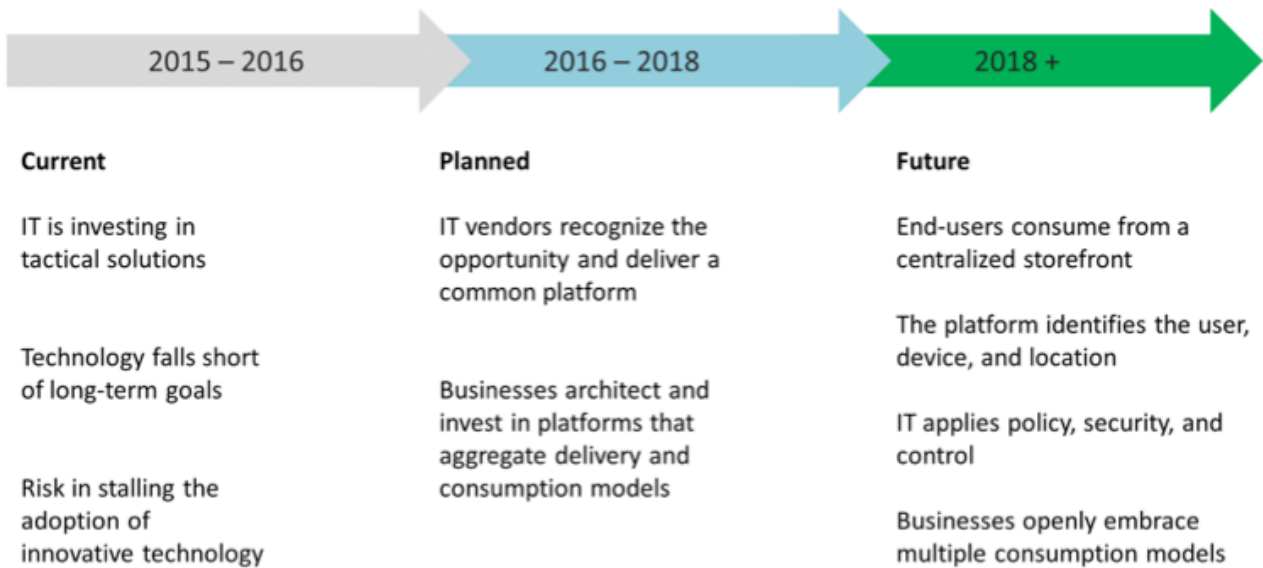 2015 – 2016
2016 – 2018
2018 +
Current
IT is investing in
tactical solutions
Technology falls short
of long-term goals
Risk in stalling the
adoption of
innovative technology
Planned
IT vendors recognize the
opportunity and deliver a
common platform
Businesses architect and
invest in platforms that
aggregate delivery and
consumption models
Future
End-users consume from a
centralized storefront
The platform identifies the user,
device, and location
IT applies policy, security, and
control
Businesses openly embrace
multiple consumption models